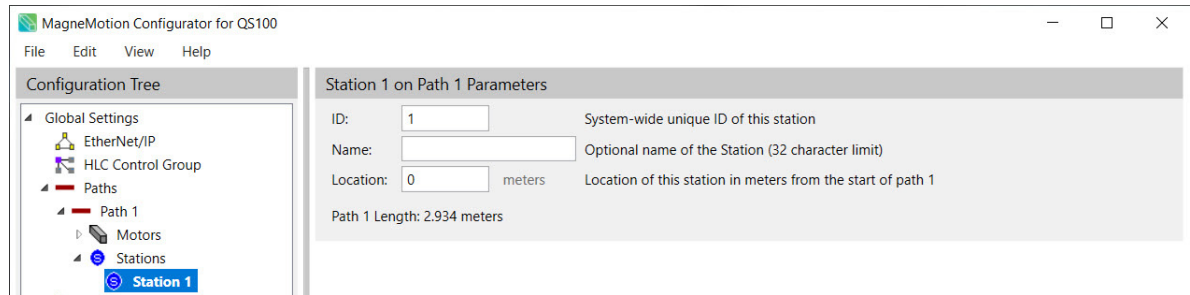 MagneMotion Configurator for QS100
File Edit View Help
Configuration Tree
Global Settings
EtherNet/IP
HLC Control Group
Paths
Path 1
Motors
Stations
Station 1
Station 1 on Path 1 Parameters
ID: 1 System-wide unique ID of this station
Name: Optional name of the Station (32 character limit)
Location: 0 meters Location of this station in meters from the start of path 1
Path 1 Length: 2.934 meters